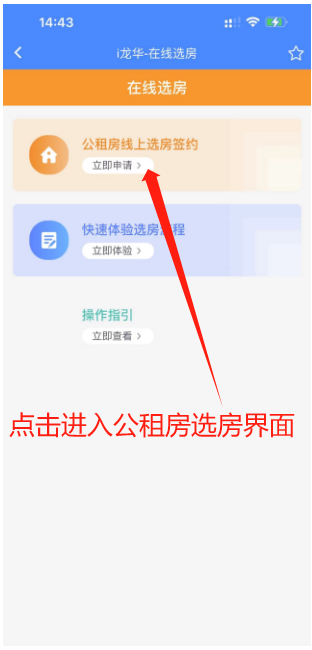 14:43
i龙华-在线选房
在线选房
公租房线上选房签约
立即申请 >
快速体验选房流程
立即体验 >
操作指引
立即查看 >
点击进入公租房选房界面